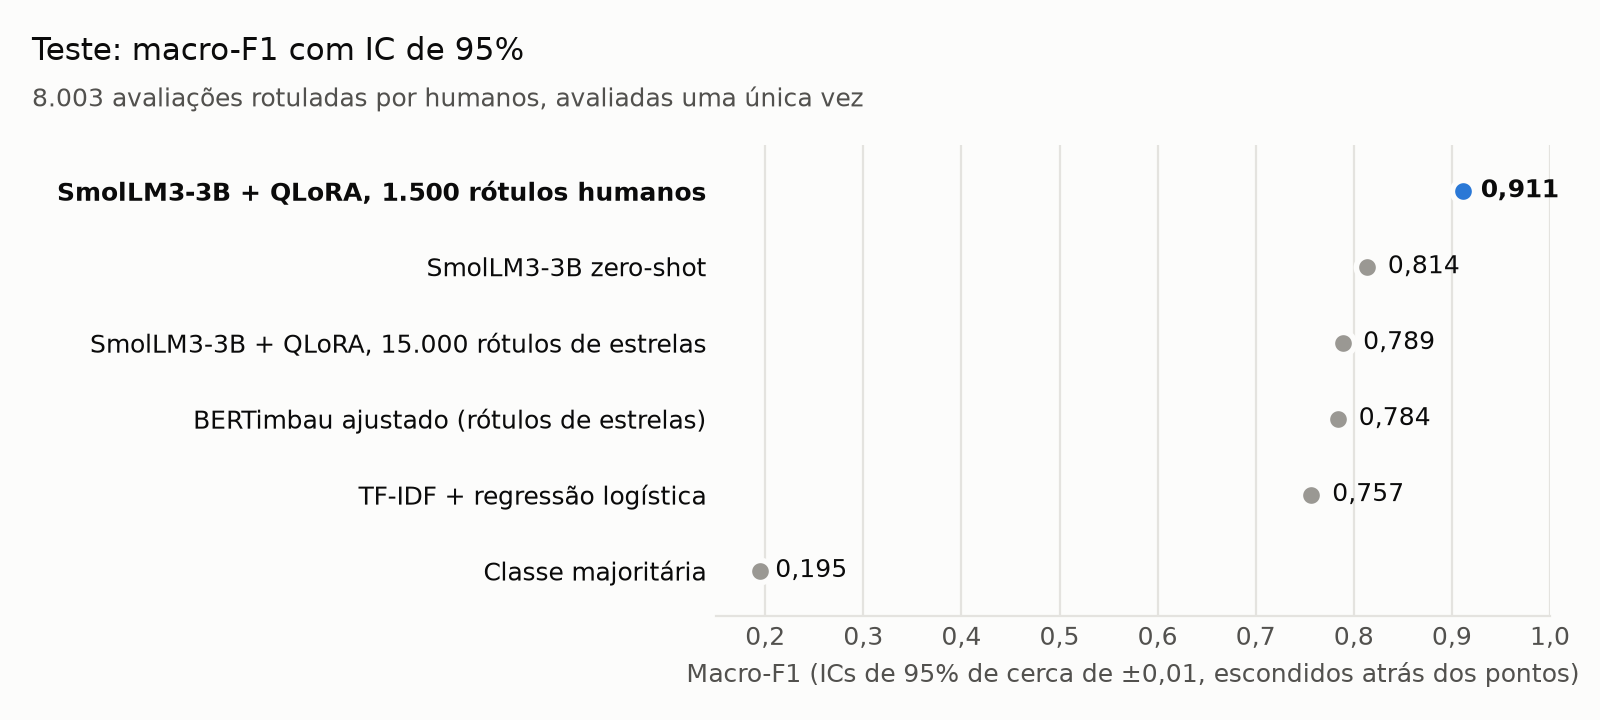 Teste: macro-F1 com IC de 95%
8.003 avaliações rotuladas por humanos, avaliadas uma única vez
SmolLM3-3B + QLoRA, 1.500 rótulos humanos 0,911
SmolLM3-3B zero-shot 0,814
SmolLM3-3B + QLoRA, 15.000 rótulos de estrelas 0,789
BERTimbau ajustado (rótulos de estrelas) 0,784
TF-IDF + regressão logística 0,757
Classe majoritária 0,195
0,2 0,3 0,4 0,5 0,6 0,7 0,8 0,9 1,0
Macro-F1 (ICs de 95% de cerca de ±0,01, escondidos atrás dos pontos)